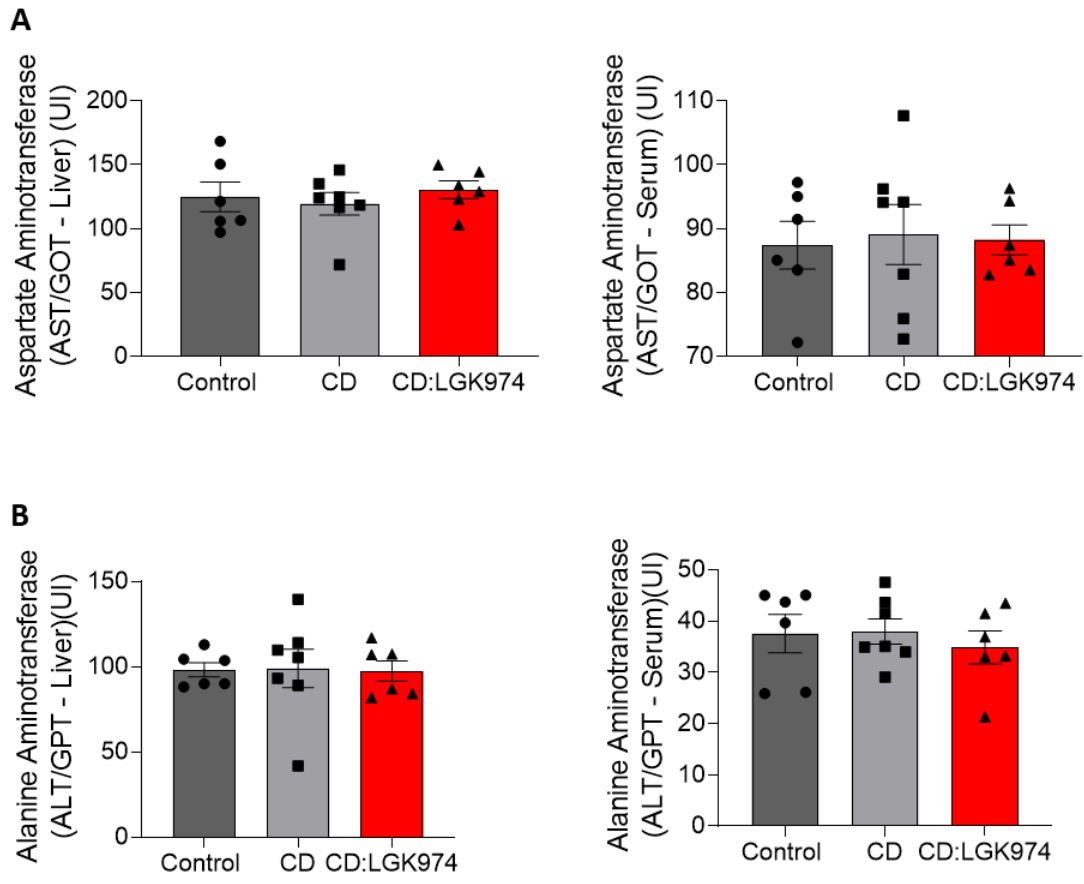 A
Aspartate Aminotransferase
(AST/GOT - Liver) (UI)
200
150
100
50
0
Control CD CD:LGK974
Aspartate Aminotransferase
(AST/GOT - Serum) (UI)
110
100
90
80
70
Control CD CD:LGK974
B
Alanine Aminotransferase
(ALT/GPT - Liver)(UI)
150
100
50
0
Control CD CD:LGK974
Alanine Aminotransferase
(ALT/GPT - Serum)(UI)
50
40
30
20
10
0
Control CD CD:LGK974